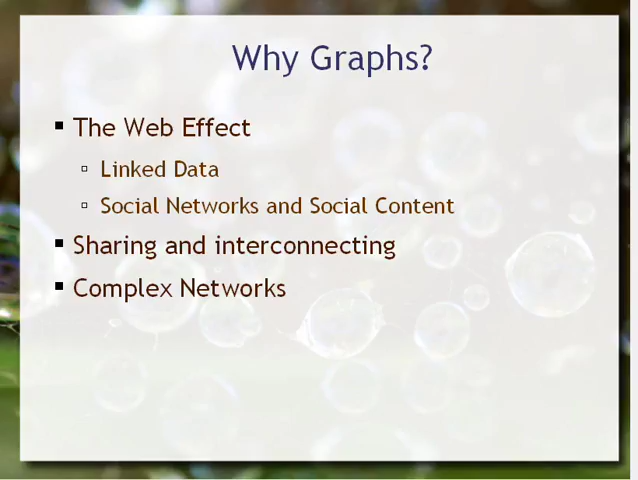 Why Graphs?
The Web Effect
Linked Data
Social Networks and Social Content
Sharing and interconnecting
Complex Networks